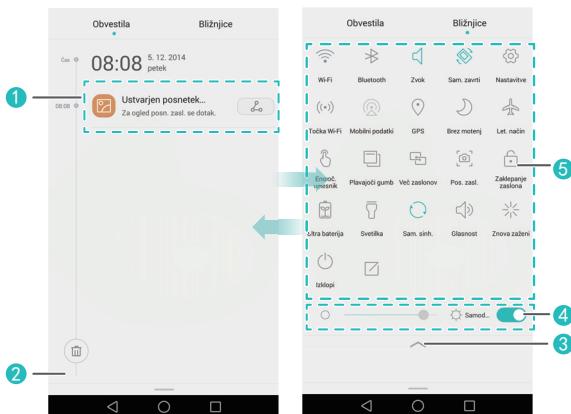 Obvestila
Bližnjice
Čas
08:08
5. 12. 2014
petek
1
08:08
Ustvarjen posnetek...
Za ogled posn. zasl. se dotak.
2
Obvestila
Bližnjice
Wi-Fi
Bluetooth
Zvok
Sam. zavrti
Nastavitve
Točka Wi-Fi
Mobilni podatki
GPS
Brez motenj
Let. način
5
Plavajoči gumb
Več zaslonov
Pos. zasl.
Zaklepanje
zaslona
Ultra baterija
Svetilka
Sam. sinh.
Glasnost
Znova zaženi
Izklopi
Samod...
4
3